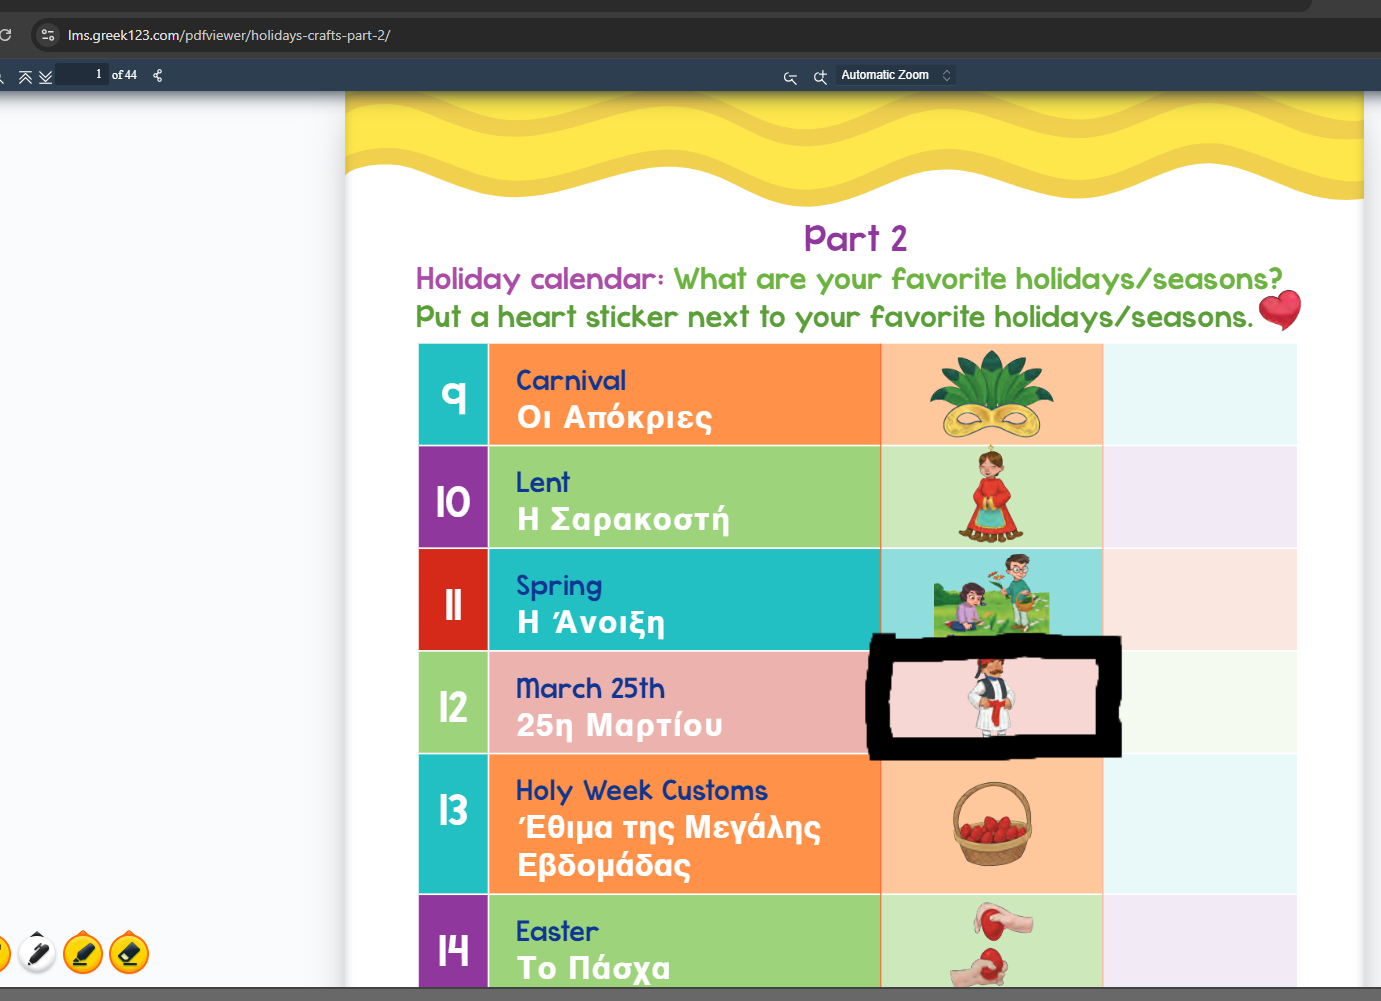 lms.greek123.com/pdfviewer/holidays-crafts-part-2/
1 of 44
Automatic Zoom
Part 2
Holiday calendar: What are your favorite holidays/seasons?
Put a heart sticker next to your favorite holidays/seasons.
9
Carnival
Οι Απόκριες
10
Lent
Η Σαρακοστή
11
Spring
Η Άνοιξη
12
March 25th
25η Μαρτίου
13
Holy Week Customs
Έθιμα της Μεγάλης
Εβδομάδας
14
Easter
Το Πάσχα